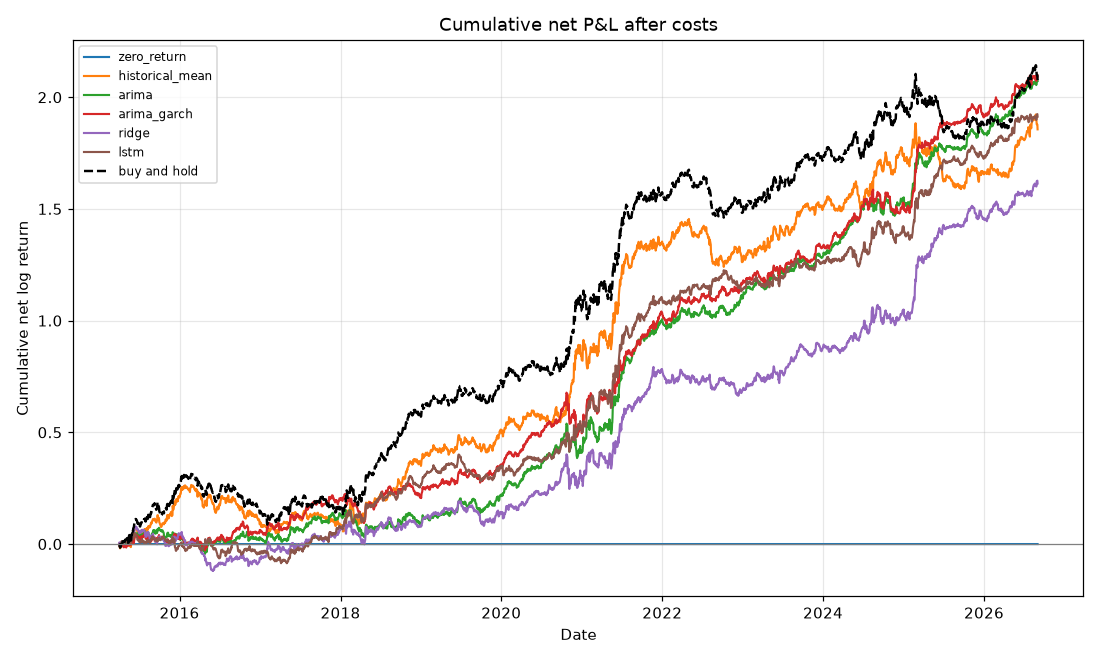 Cumulative net P&L after costs
zero_return
historical_mean
arima
arima_garch
ridge
lstm
buy and hold
Cumulative net log return
2.0
1.5
1.0
0.5
0.0
2016
2018
2020
2022
2024
2026
Date